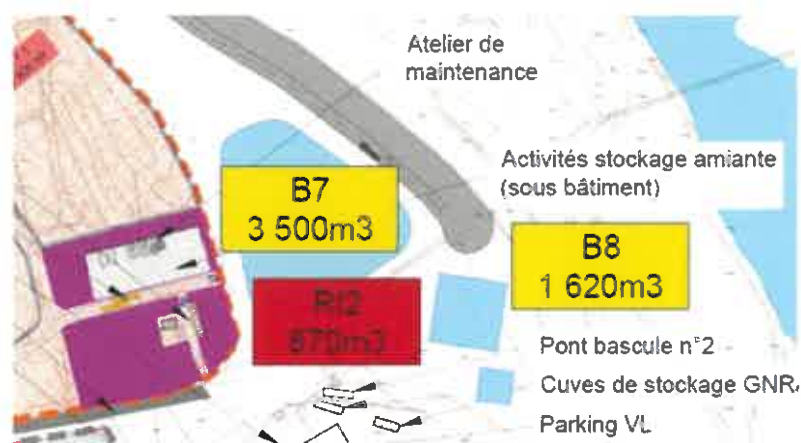 Atelier de
maintenance
Activités stockage amiante
(sous bâtiment)
B7
3 500m3
B8
1 620m3
R12
870m3
Pont bascule n°2
Cuves de stockage GNR
Parking VL